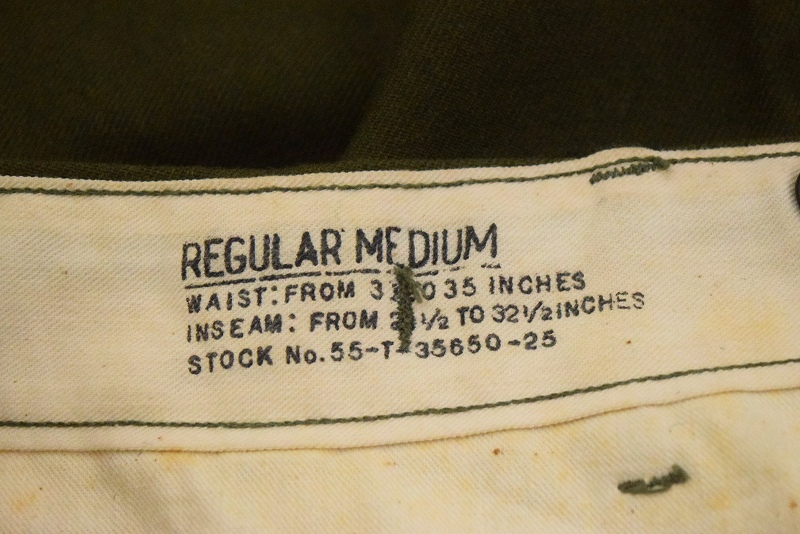 REGULAR MEDIUM
WAIST: FROM 35 INCHES
INSEAM: FROM TO 32½ INCHES
STOCK No. 55-T-35650-25